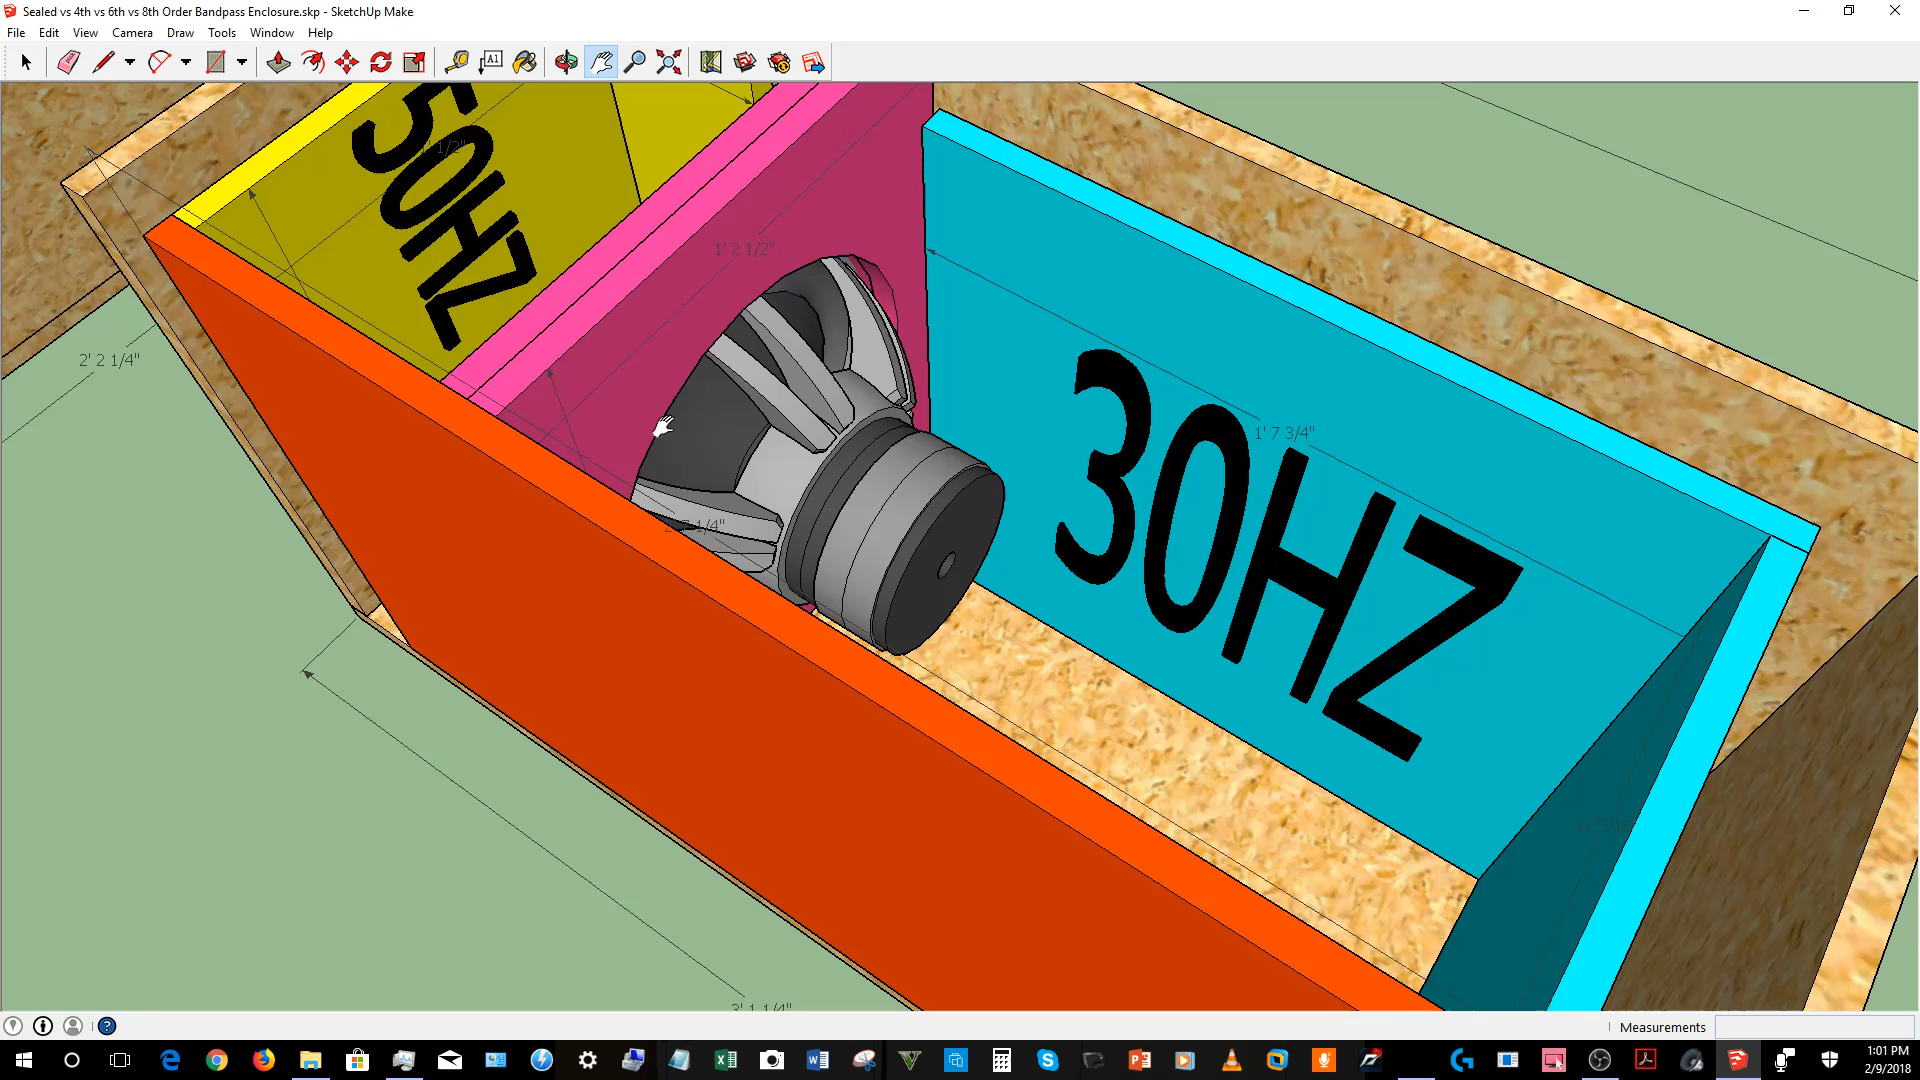 Sealed vs 4th vs 6th vs 8th Order Bandpass Enclosure.skp - SketchUp Make
File Edit View Camera Draw Tools Window Help
50HZ
1' 2 1/2"
2' 2 1/4"
30HZ
1' 7 3/4"
3' 1 1/4"
Measurements
1:01 PM
2/9/2018